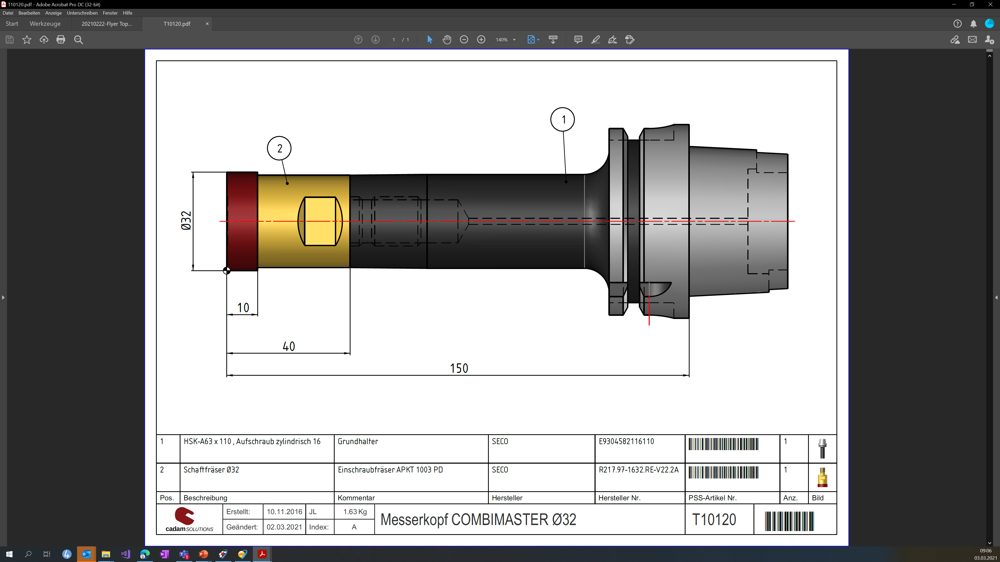 T10120.pdf - Adobe Acrobat Pro DC (32-bit)
Datei Bearbeiten Anzeige Unterschreiben Fenster Hilfe
Start Werkzeuge 20210222-Flyer Top... T10120.pdf ×
1 / 1 140%
1
2
Ø32
10
40
150
1 HSK-A63 x 110 , Aufschraub zylindrisch 16 Grundhalter SECO E9304582116110 1
2 Schaftfräser Ø32 Einschraubfräser APKT 1003 PD SECO R217.97-1632.RE-V22.2A 1
Pos. Beschreibung Kommentar Hersteller Hersteller Nr. PSS-Artikel Nr. Anz. Bild
cadamSOLUTIONS
Erstellt: 10.11.2016 JL 1.63 Kg
Geändert: 02.03.2021 Index: A
Messerkopf COMBIMASTER Ø32
T10120
09:06
03.03.2021